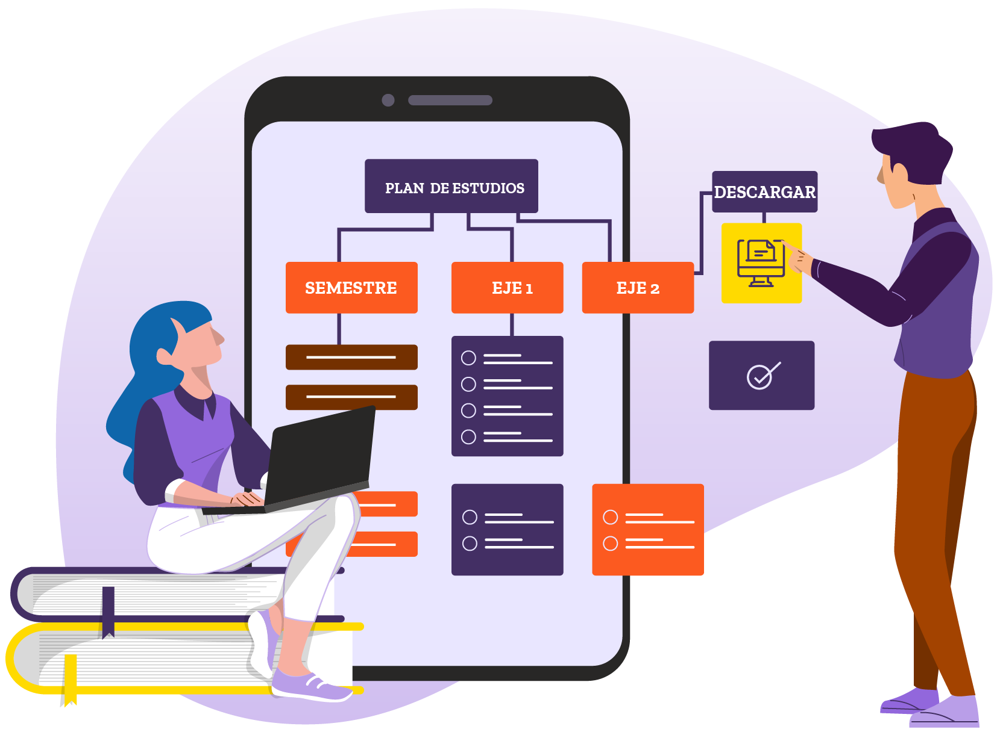 PLAN DE ESTUDIOS
DESCARGAR
SEMESTRE
EJE 1
EJE 2